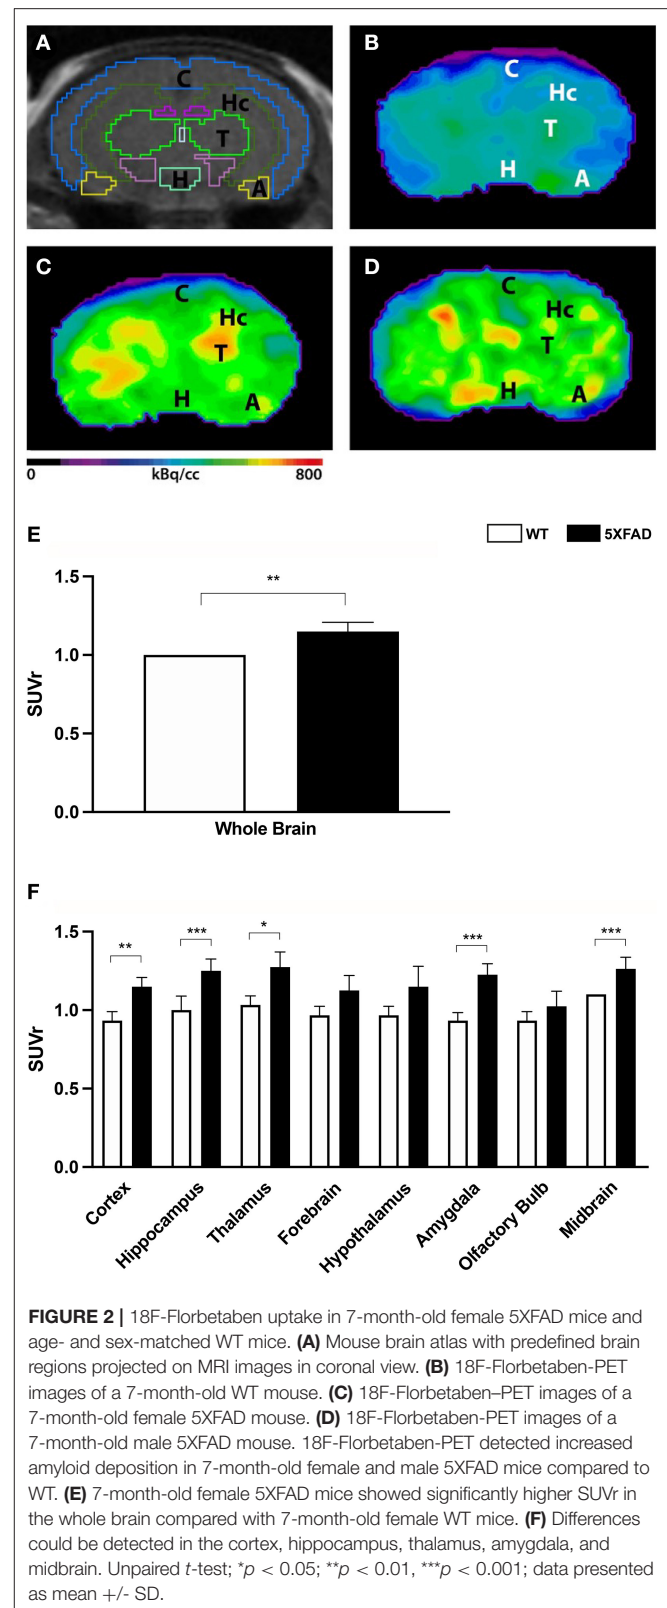 A
C
Hc
T
H
A
B
C
Hc
T
H
A
C
C
Hc
T
H
A
D
C
Hc
T
H
A
0 kBq/cc 800
E
WT 5XFAD
1.5
**
1.0
SUVr
0.5
0.0
Whole Brain
F
1.5
** *** * *** ***
1.0
SUVr
0.5
0.0
Cortex
Hippocampus
Thalamus
Forebrain
Hypothalamus
Amygdala
Olfactory Bulb
Midbrain
FIGURE 2 | 18F-Florbetaben uptake in 7-month-old female 5XFAD mice and
age- and sex-matched WT mice. (A) Mouse brain atlas with predefined brain
regions projected on MRI images in coronal view. (B) 18F-Florbetaben-PET
images of a 7-month-old WT mouse. (C) 18F-Florbetaben–PET images of a
7-month-old female 5XFAD mouse. (D) 18F-Florbetaben-PET images of a
7-month-old male 5XFAD mouse. 18F-Florbetaben-PET detected increased
amyloid deposition in 7-month-old female and male 5XFAD mice compared to
WT. (E) 7-month-old female 5XFAD mice showed significantly higher SUVr in
the whole brain compared with 7-month-old female WT mice. (F) Differences
could be detected in the cortex, hippocampus, thalamus, amygdala, and
midbrain. Unpaired t-test; *p < 0.05; **p < 0.01, ***p < 0.001; data presented
as mean +/- SD.